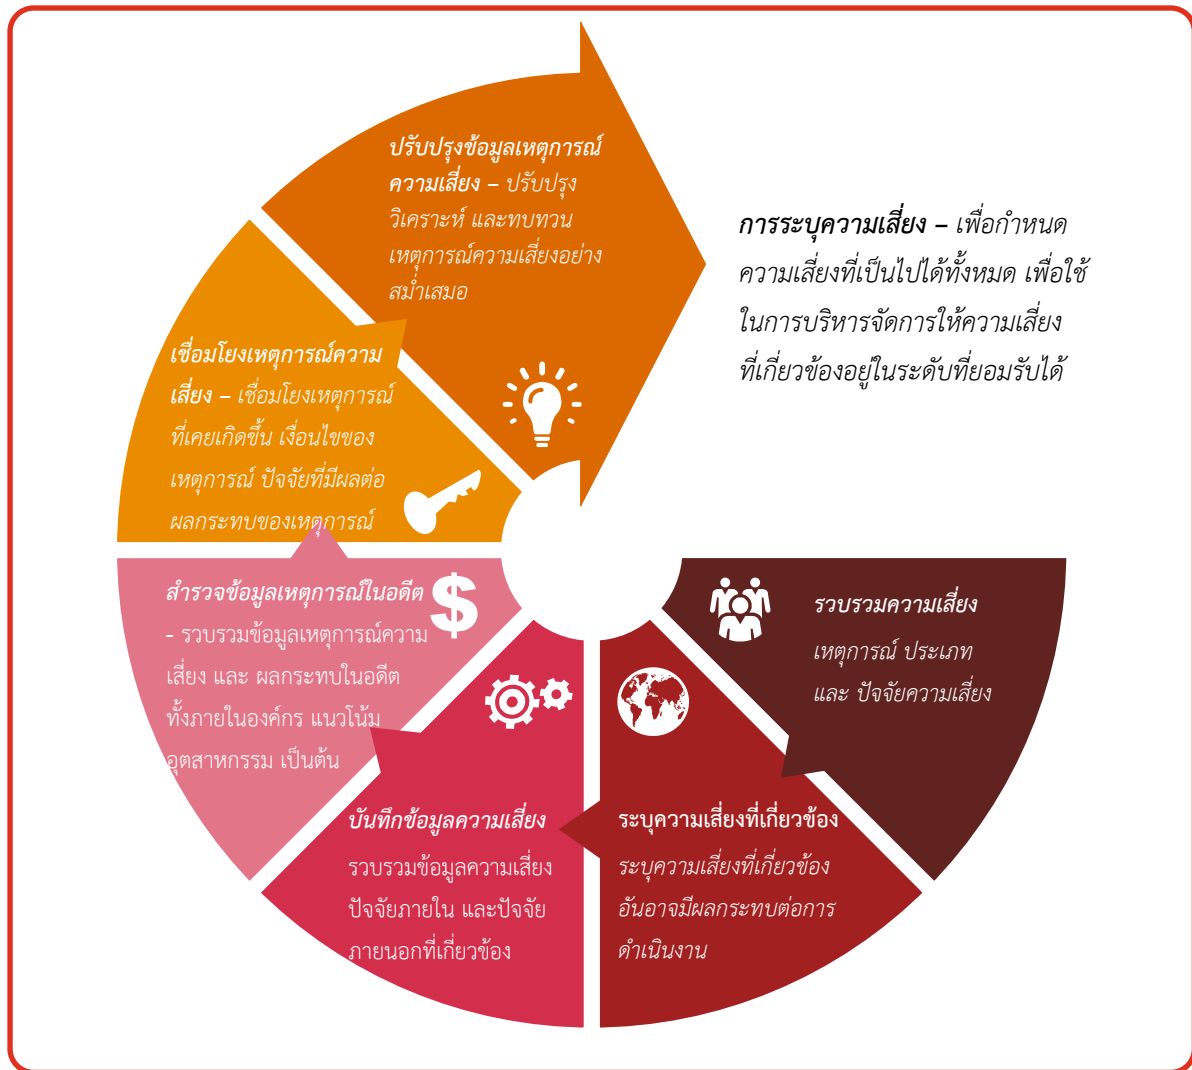 ปรับปรุงข้อมูลเหตุการณ์
ความเสี่ยง – ปรับปรุง
วิเคราะห์ และทบทวน
เหตุการณ์ความเสี่ยงอย่าง
สม่ำเสมอ
การระบุความเสี่ยง – เพื่อกำหนด
ความเสี่ยงที่เป็นไปได้ทั้งหมด เพื่อใช้
ในการบริหารจัดการให้ความเสี่ยง
ที่เกี่ยวข้องอยู่ในระดับที่ยอมรับได้
เชื่อมโยงเหตุการณ์ความ
เสี่ยง – เชื่อมโยงเหตุการณ์
ที่เคยเกิดขึ้น เงื่อนไขของ
เหตุการณ์ ปัจจัยที่มีผลต่อ
ผลกระทบของเหตุการณ์
สำรวจข้อมูลเหตุการณ์ในอดีต
- รวบรวมข้อมูลเหตุการณ์ความ
เสี่ยง และ ผลกระทบในอดีต
ทั้งภายในองค์กร แนวโน้ม
อุตสาหกรรม เป็นต้น
$
รวบรวมความเสี่ยง
เหตุการณ์ ประเภท
และ ปัจจัยความเสี่ยง
บันทึกข้อมูลความเสี่ยง
รวบรวมข้อมูลความเสี่ยง
ปัจจัยภายใน และปัจจัย
ภายนอกที่เกี่ยวข้อง
ระบุความเสี่ยงที่เกี่ยวข้อง
ระบุความเสี่ยงที่เกี่ยวข้อง
อันอาจมีผลกระทบต่อการ
ดำเนินงาน